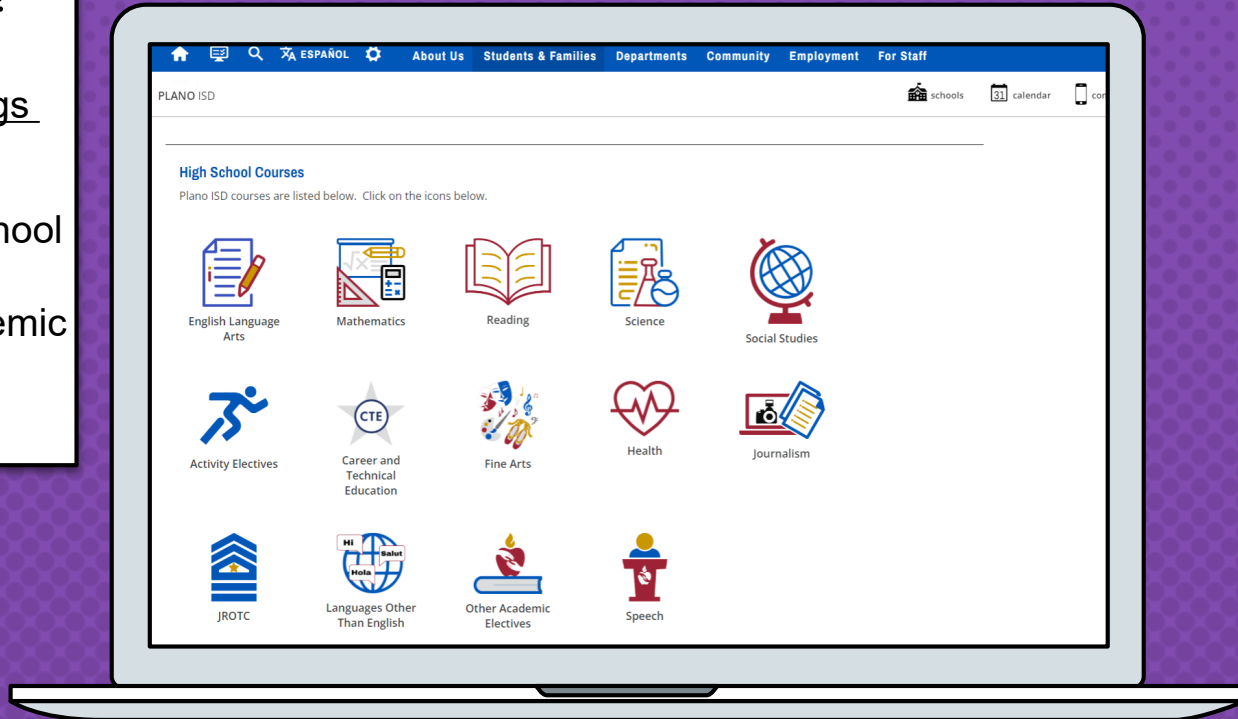 gs
hool
emic
ESPAÑOL About Us Students & Families Departments Community Employment For Staff
PLANO ISD schools 31 calendar
High School Courses
Plano ISD courses are listed below. Click on the icons below.
English Language
Arts
Mathematics
Reading
Science
Social Studies
Activity Electives
CTE
Career and
Technical
Education
Fine Arts
Health
Journalism
JROTC
Hi
Salut
Hola
Languages Other
Than English
Other Academic
Electives
Speech